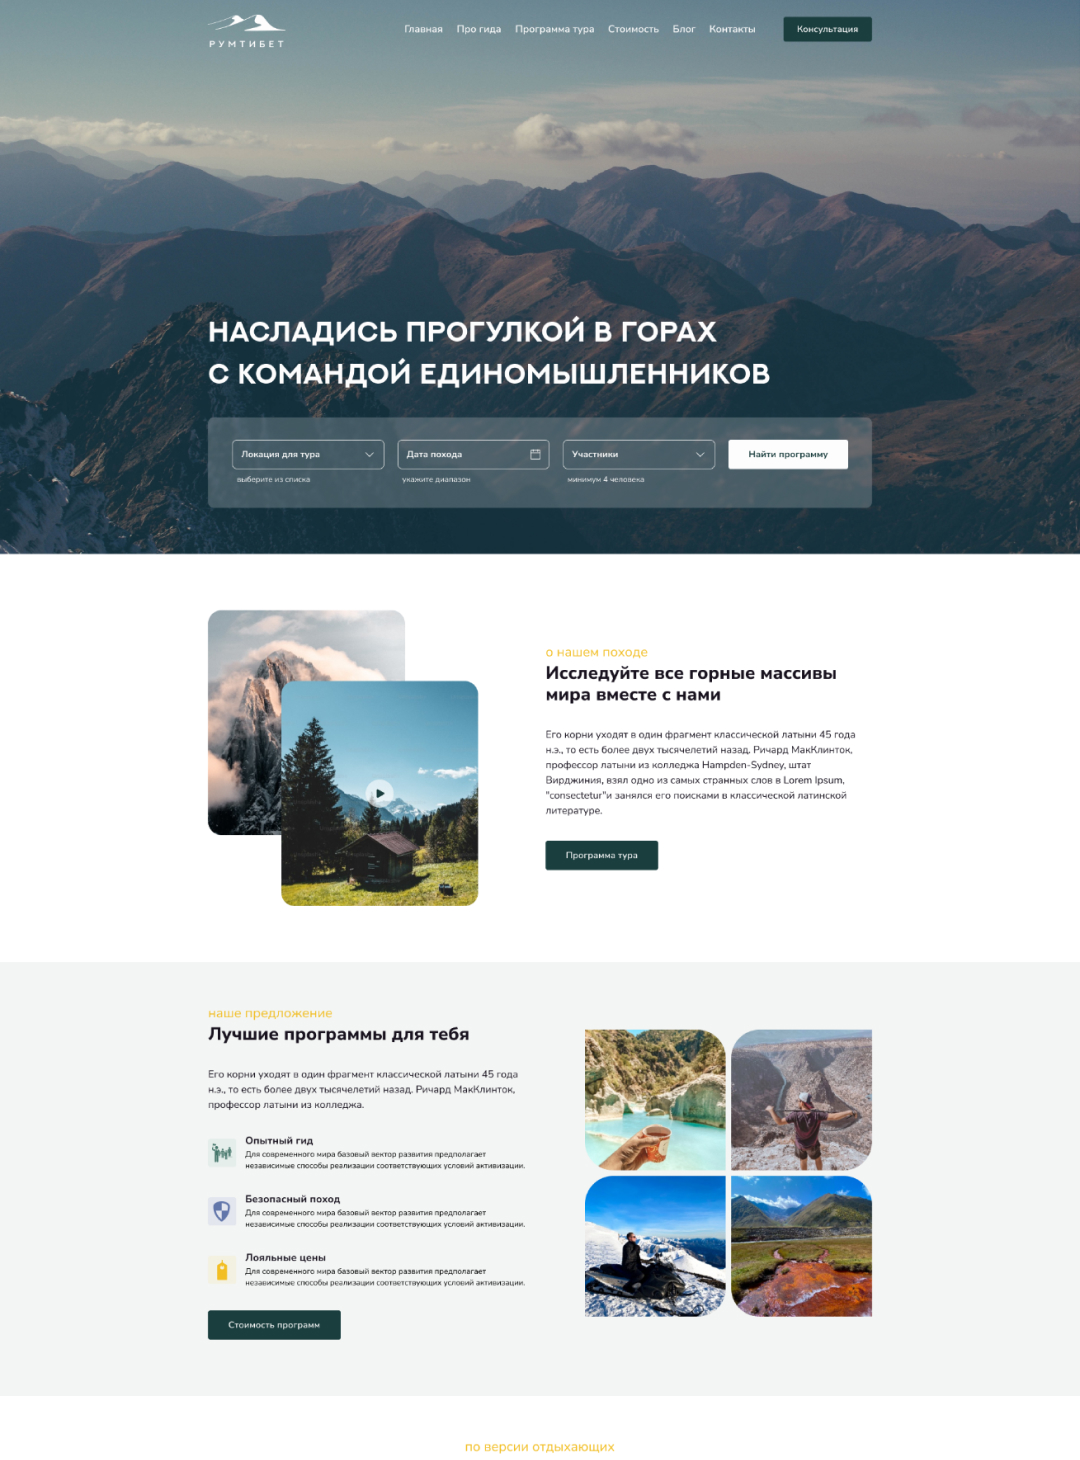 РУМТИБЕТ
Главная Про гида Программа тура Стоимость Блог Контакты Консультация
НАСЛАДИСЬ ПРОГУЛКОЙ В ГОРАХ
С КОМАНДОЙ ЕДИНОМЫШЛЕННИКОВ
Локация для тура Дата похода Участники Найти программу
выберите из списка укажите диапазон минимум 4 человека
о нашем походе
Исследуйте все горные массивы
мира вместе с нами
Его корни уходят в один фрагмент классической латыни 45 года
н.э., то есть более двух тысячелетий назад. Ричард МакКлинток,
профессор латыни из колледжа Hampden-Sydney, штат
Вирджиния, взял одно из самых странных слов в Lorem Ipsum,
"consectetur"и занялся его поисками в классической латинской
литературе.
Программа тура
наше предложение
Лучшие программы для тебя
Его корни уходят в один фрагмент классической латыни 45 года
н.э., то есть более двух тысячелетий назад. Ричард МакКлинток,
профессор латыни из колледжа.
Опытный гид
Для современного мира базовый вектор развития предполагает
независимые способы реализации соответствующих условий активизации.
Безопасный поход
Для современного мира базовый вектор развития предполагает
независимые способы реализации соответствующих условий активизации.
Лояльные цены
Для современного мира базовый вектор развития предполагает
независимые способы реализации соответствующих условий активизации.
Стоимость программ
по версии отдыхающих